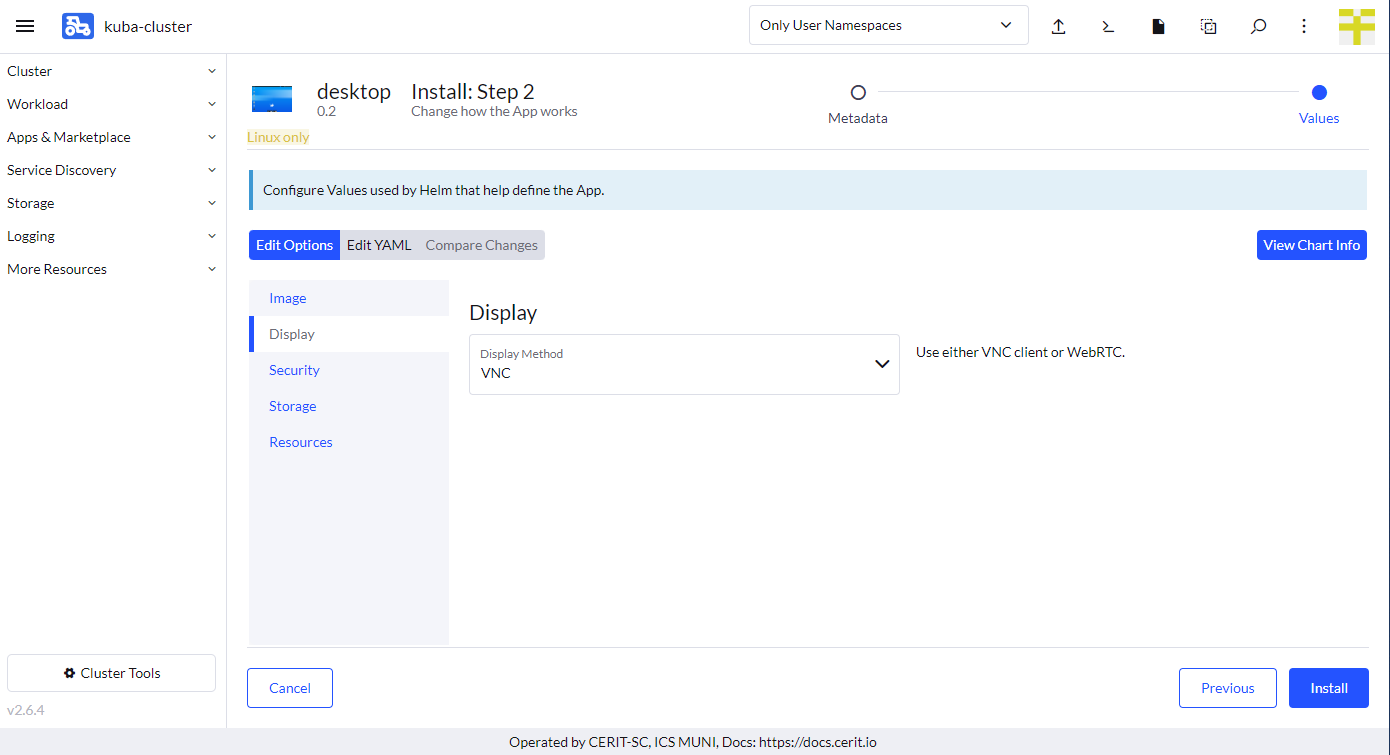 kuba-cluster
Only User Namespaces
Cluster
Workload
Apps & Marketplace
Service Discovery
Storage
Logging
More Resources
Cluster Tools
v2.6.4
desktop
0.2
Linux only
Install: Step 2
Change how the App works
Metadata
Values
Configure Values used by Helm that help define the App.
Edit Options Edit YAML Compare Changes
View Chart Info
Image
Display
Security
Storage
Resources
Display
Display Method
VNC
Use either VNC client or WebRTC.
Cancel
Previous
Install
Operated by CERIT-SC, ICS MUNI, Docs: https://docs.cerit.io